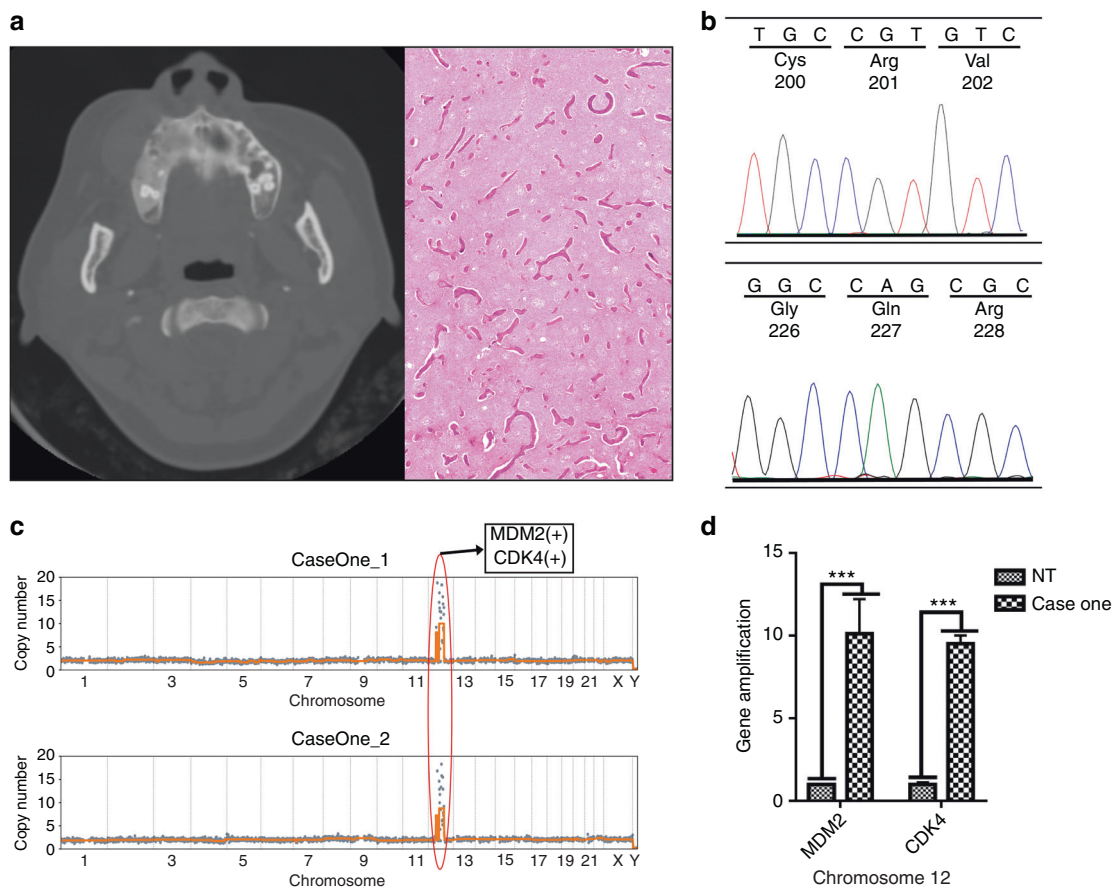 a
b
T G C C G T G T C
Cys Arg Val
200 201 202
G G C C A G C G C
Gly Gln Arg
226 227 228
c
MDM2(+)
CDK4(+)
CaseOne_1
Copy number
20
15
10
5
0
1 3 5 7 9 11 13 15 17 19 21 X Y
Chromosome
CaseOne_2
Copy number
20
15
10
5
0
1 3 5 7 9 11 13 15 17 19 21 X Y
Chromosome
d
Gene amplification
15
10
5
0
***
***
NT
Case one
MDM2
CDK4
Chromosome 12